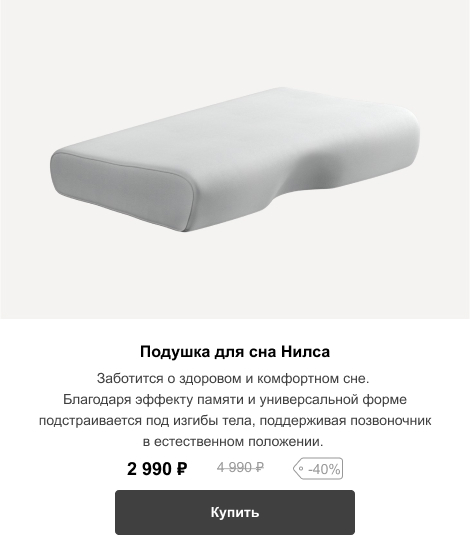 Подушка для сна Нилса
Заботится о здоровом и комфортном сне.
Благодаря эффекту памяти и универсальной форме
подстраивается под изгибы тела, поддерживая позвоночник
в естественном положении.
2 990 ₽ 4 990 ₽ -40%
Купить